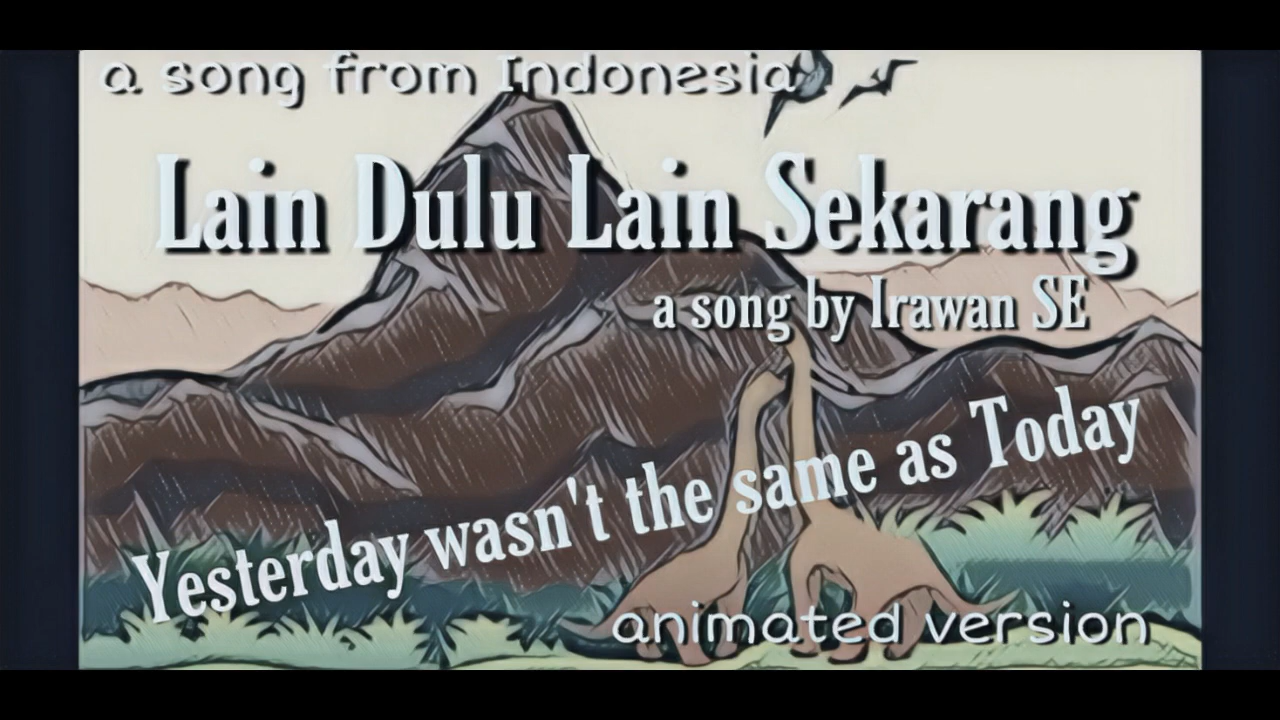 a song from Indonesia
Lain Dulu Lain Sekarang
a song by Irawan SE
Yesterday wasn't the same as Today
animated version